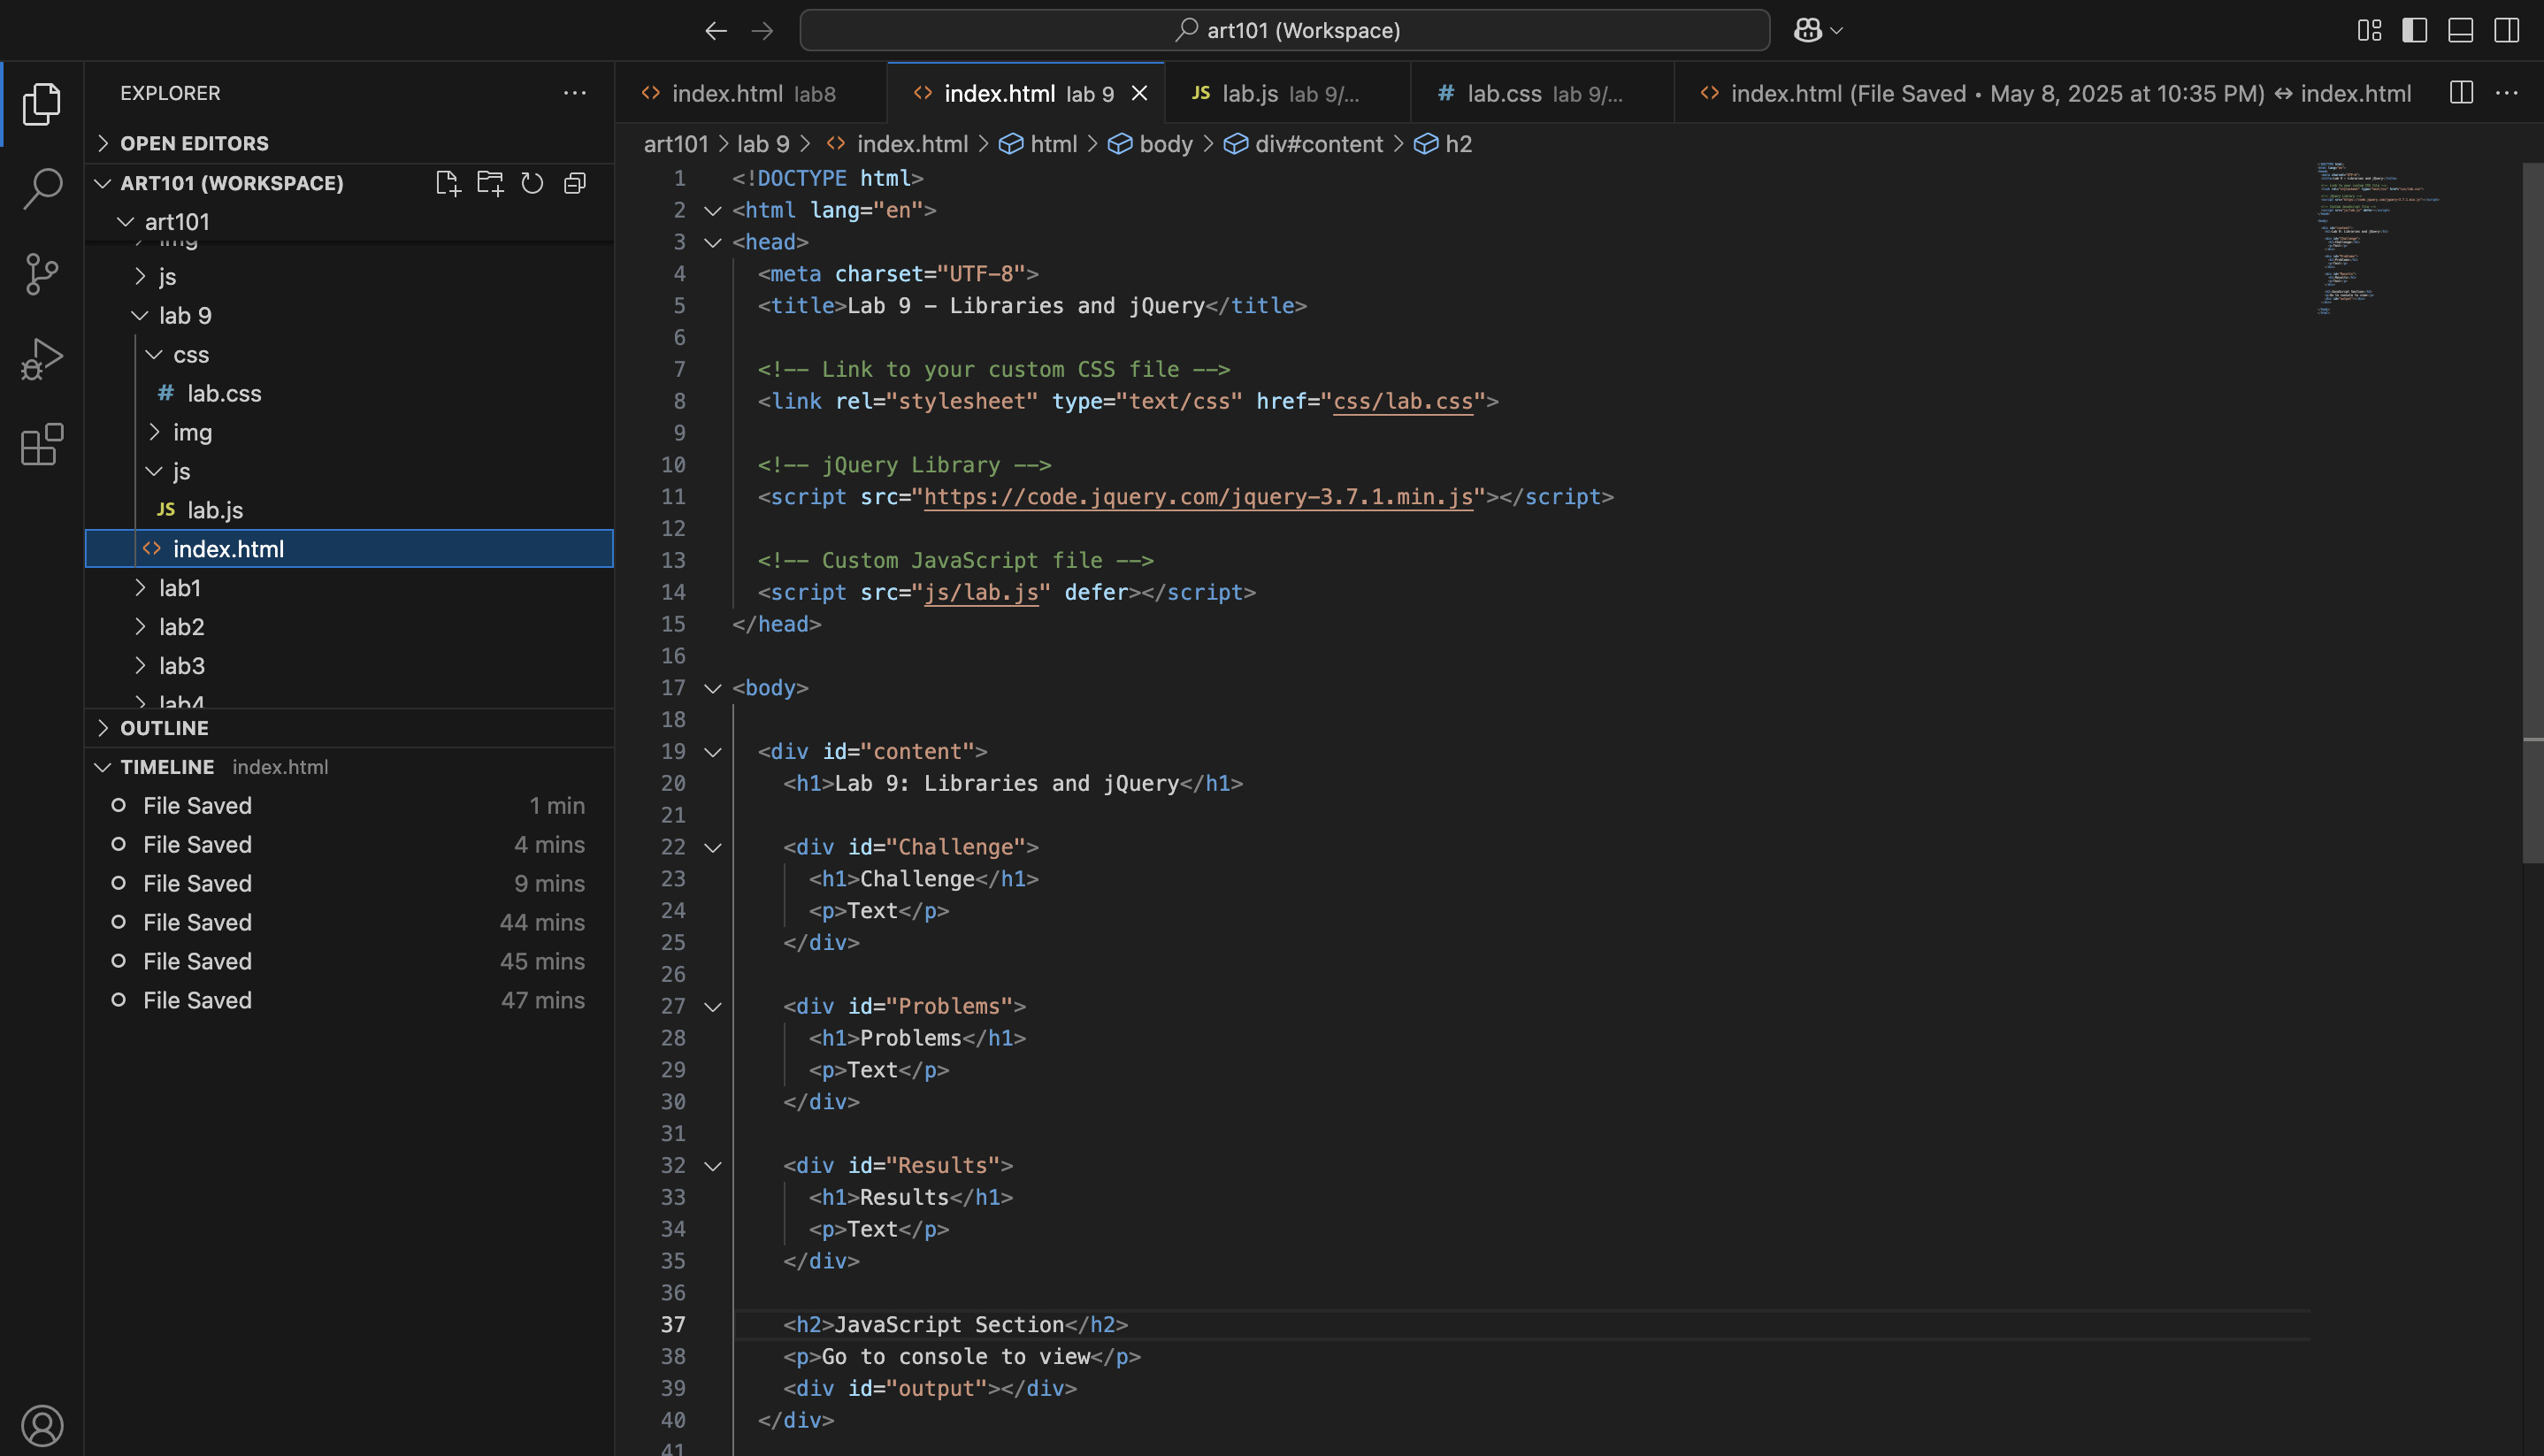 art101 (Workspace)
EXPLORER
OPEN EDITORS
ART101 (WORKSPACE)
art101
img
js
lab 9
css
# lab.css
img
js
JS lab.js
<> index.html
lab1
lab2
lab3
lab4
OUTLINE
TIMELINE index.html
File Saved 1 min
File Saved 4 mins
File Saved 9 mins
File Saved 44 mins
File Saved 45 mins
File Saved 47 mins
<> index.html lab8
<> index.html lab 9
JS lab.js lab 9/...
# lab.css lab 9/...
<> index.html (File Saved • May 8, 2025 at 10:35 PM) ↔ index.html
art101 > lab 9 > <> index.html > html > body > div#content > h2
1 <!DOCTYPE html>
2 <html lang="en">
3 <head>
4 <meta charset="UTF-8">
5 <title>Lab 9 – Libraries and jQuery</title>
6
7 <!-- Link to your custom CSS file -->
8 <link rel="stylesheet" type="text/css" href="css/lab.css">
9
10 <!-- jQuery Library -->
11 <script src="https://code.jquery.com/jquery-3.7.1.min.js"></script>
12
13 <!-- Custom JavaScript file -->
14 <script src="js/lab.js" defer></script>
15 </head>
16
17 <body>
18
19 <div id="content">
20 <h1>Lab 9: Libraries and jQuery</h1>
21
22 <div id="Challenge">
23 <h1>Challenge</h1>
24 <p>Text</p>
25 </div>
26
27 <div id="Problems">
28 <h1>Problems</h1>
29 <p>Text</p>
30 </div>
31
32 <div id="Results">
33 <h1>Results</h1>
34 <p>Text</p>
35 </div>
36
37 <h2>JavaScript Section</h2>
38 <p>Go to console to view</p>
39 <div id="output"></div>
40 </div>
41